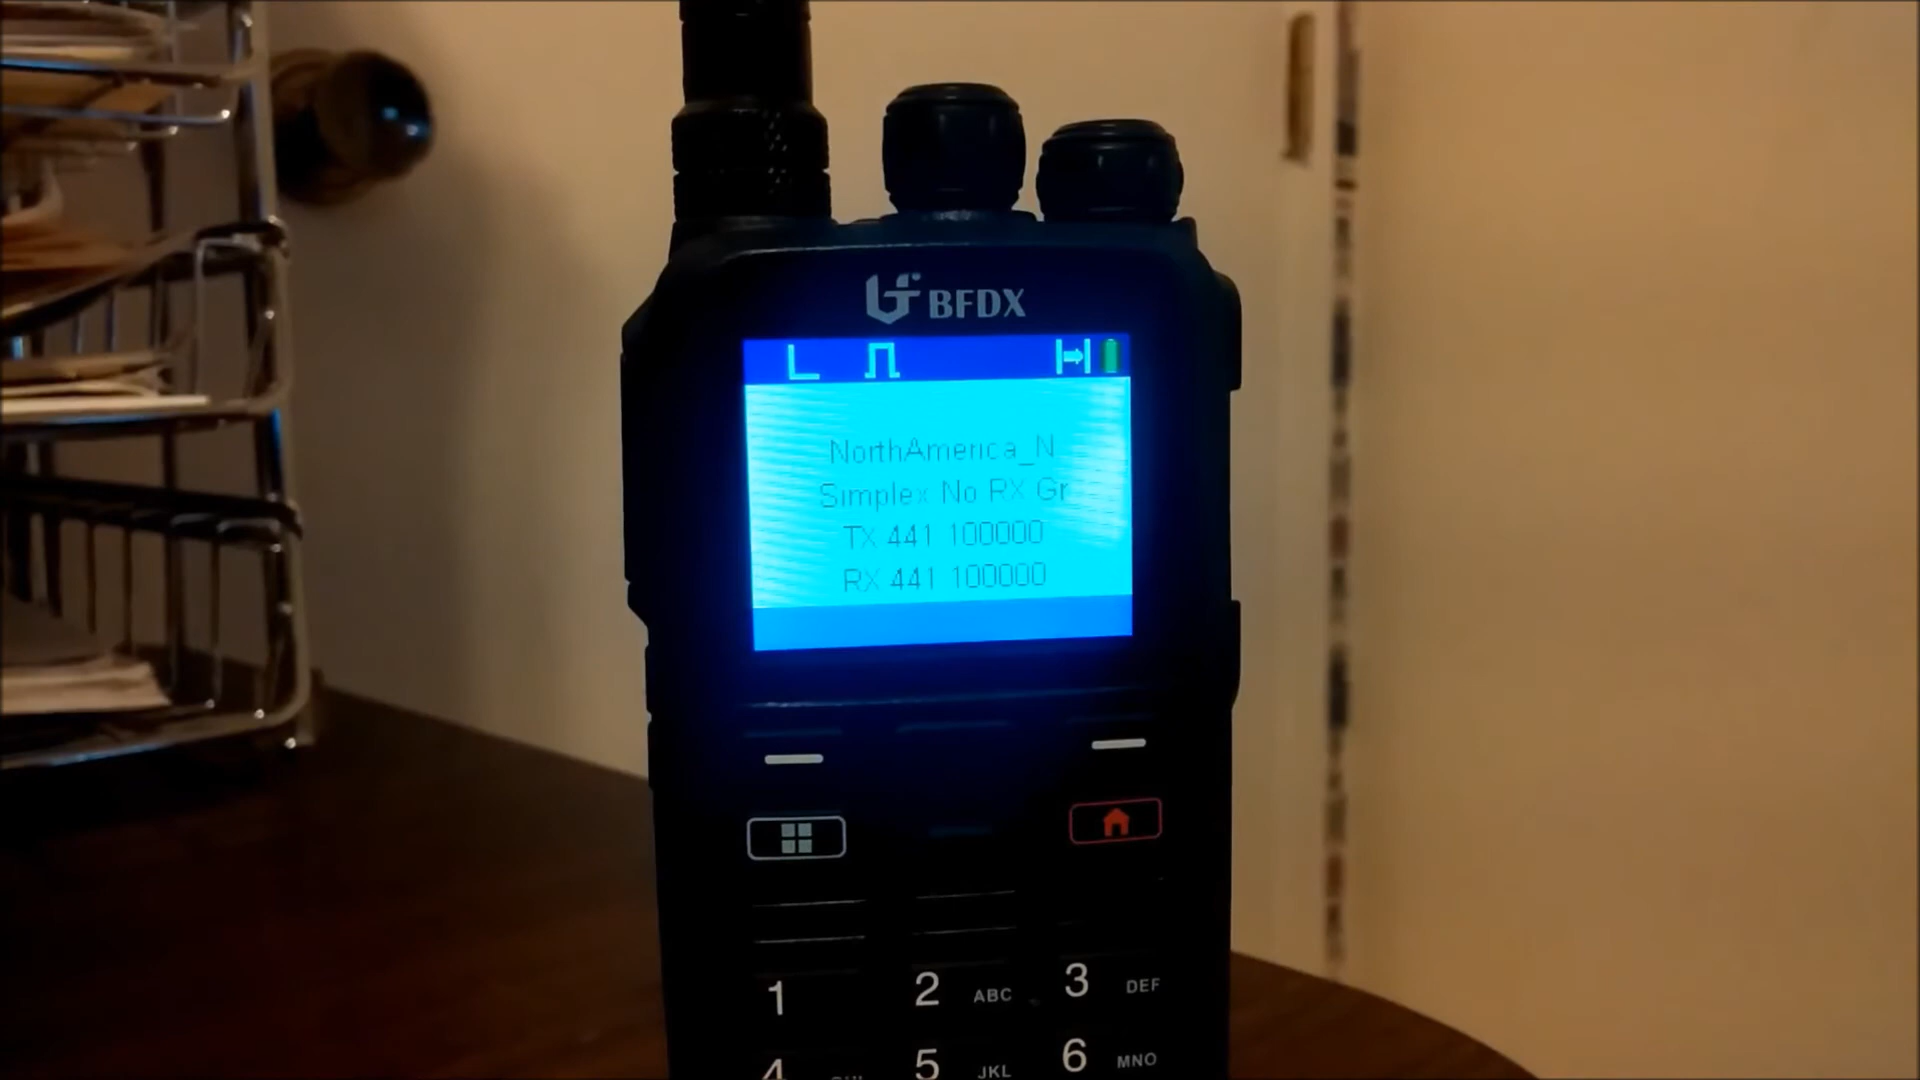 BFDX
L
NorthAmerica_N
Simplex No RX Gr
TX 441 100000
RX 441 100000
1 2 ABC 3 DEF
4 5 JKL 6 MNO